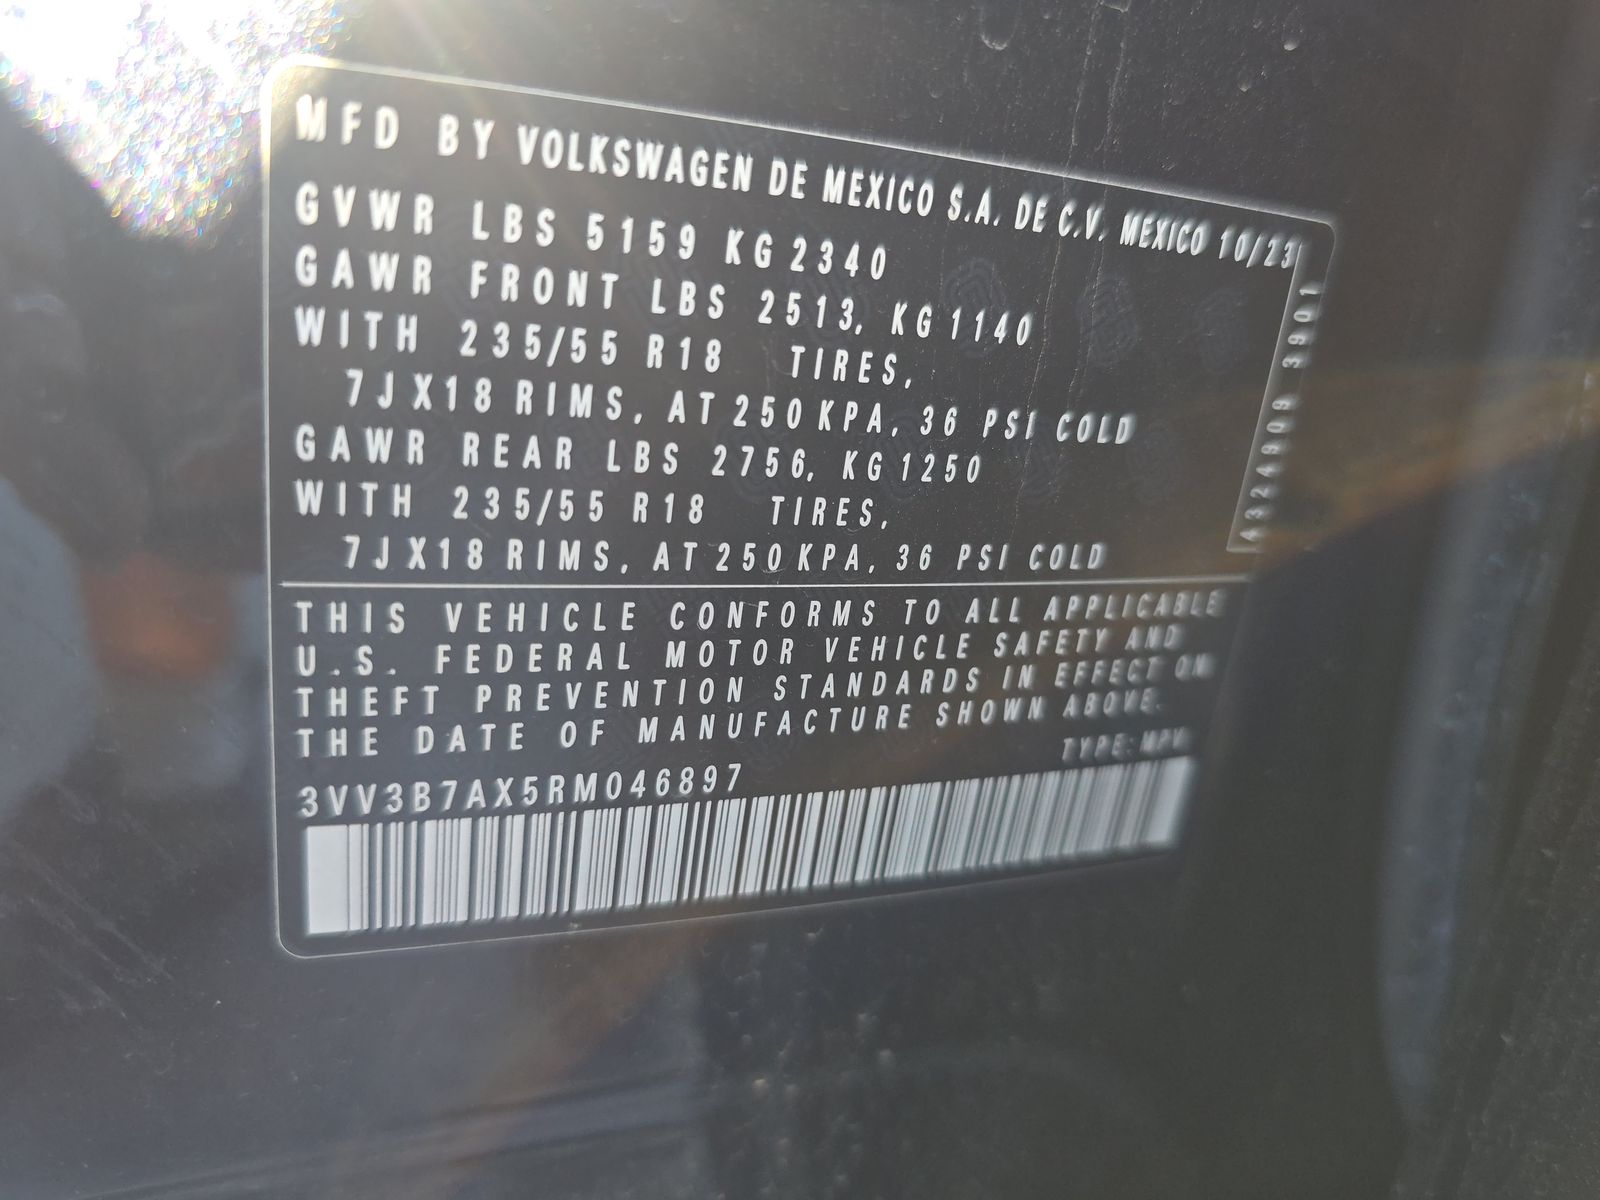 MFD BY VOLKSWAGEN DE MEXICO S.A. DE C.V. MEXICO 10/23
GVWR LBS 5159 KG 2340
GAWR FRONT LBS 2513, KG 1140
WITH 235/55 R18 TIRES,
7JX18 RIMS, AT 250 KPA, 36 PSI COLD
GAWR REAR LBS 2756, KG 1250
WITH 235/55 R18 TIRES,
7JX18 RIMS, AT 250 KPA, 36 PSI COLD
4324909 3901
THIS VEHICLE CONFORMS TO ALL APPLICABLE
U.S. FEDERAL MOTOR VEHICLE SAFETY AND
THEFT PREVENTION STANDARDS IN EFFECT ON
THE DATE OF MANUFACTURE SHOWN ABOVE.
TYPE: MPV
3VV3B7AX5RM046897